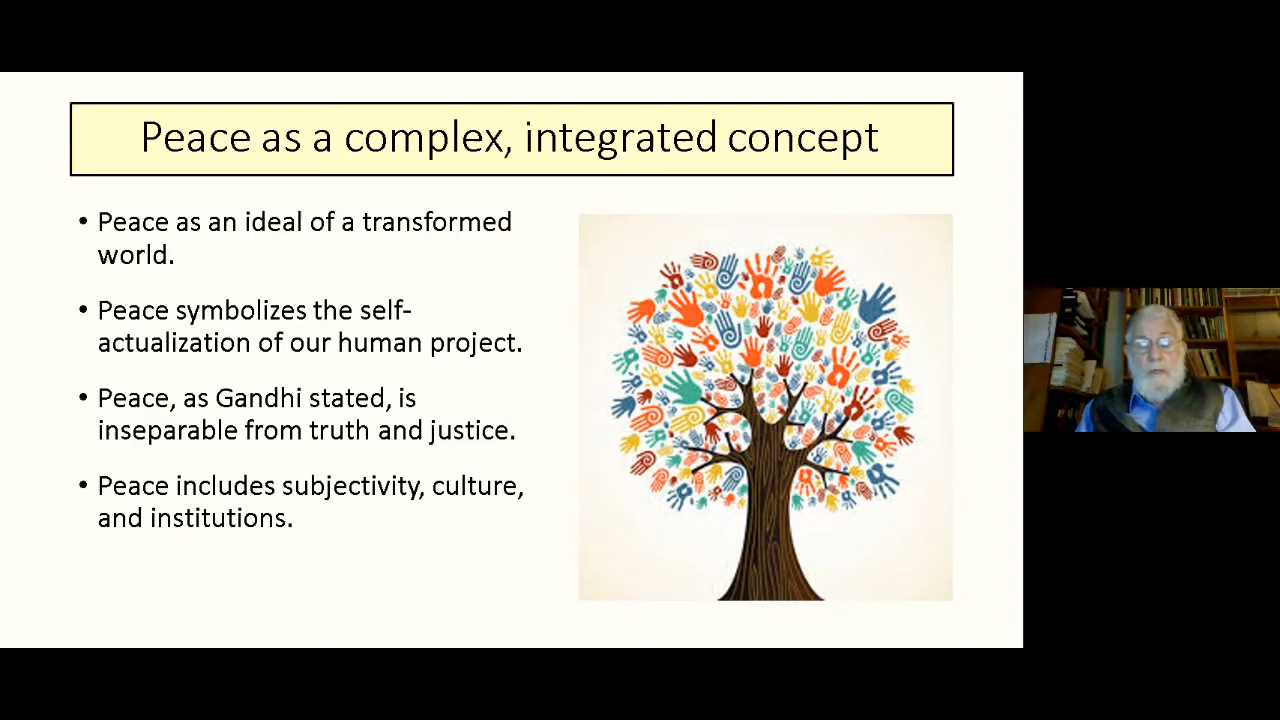 Peace as a complex, integrated concept
• Peace as an ideal of a transformed
world.
• Peace symbolizes the self-
actualization of our human project.
• Peace, as Gandhi stated, is
inseparable from truth and justice.
• Peace includes subjectivity, culture,
and institutions.